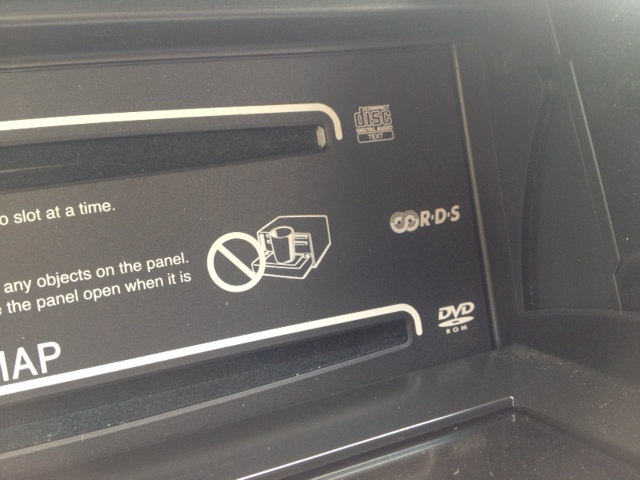 COMPACT
disc
DIGITAL AUDIO
TEXT
o slot at a time.
R·D·S
any objects on the panel.
the panel open when it is
DVD
ROM
MAP